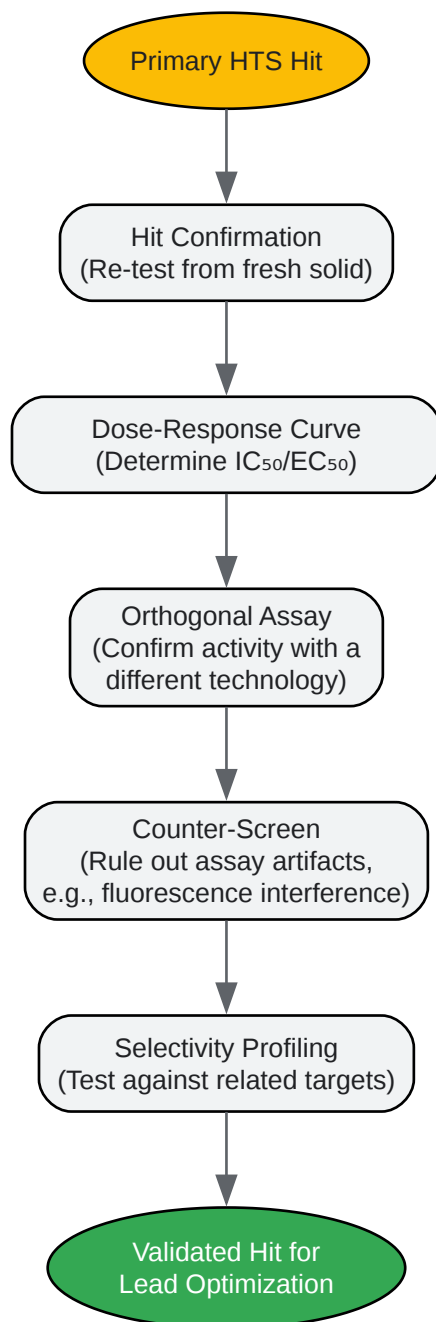 Primary HTS Hit
Hit Confirmation
(Re-test from fresh solid)
Dose-Response Curve
(Determine IC₅₀/EC₅₀)
Orthogonal Assay
(Confirm activity with a
different technology)
Counter-Screen
(Rule out assay artifacts,
e.g., fluorescence interference)
Selectivity Profiling
(Test against related targets)
Validated Hit for
Lead Optimization